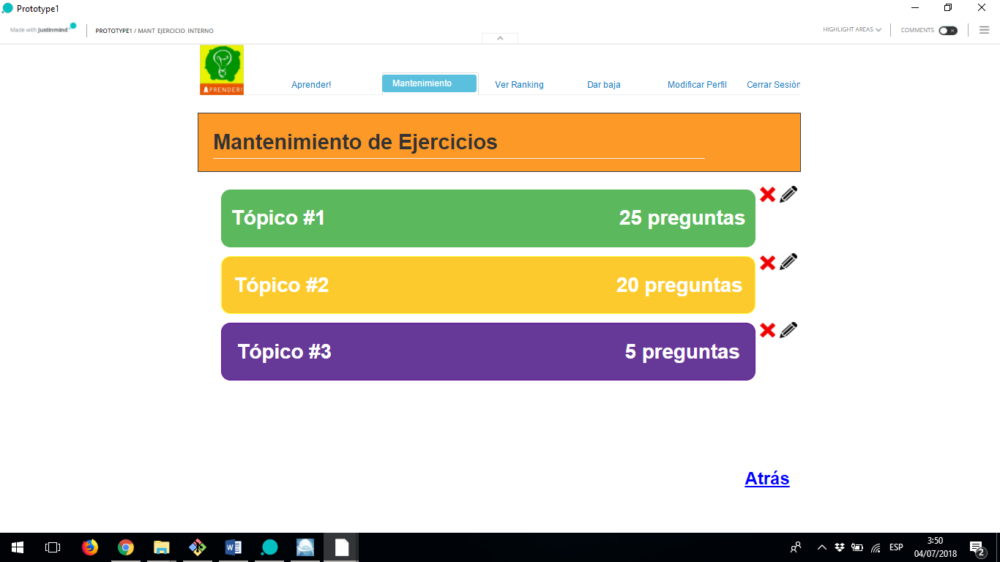 Prototype1
Made with justinmind
PROTOTYPE1 / MANT EJERCICIO INTERNO
HIGHLIGHT AREAS
COMMENTS
APRENDER!
Aprender!
Mantenimiento
Ver Ranking
Dar baja
Modificar Perfil
Cerrar Sesión
Mantenimiento de Ejercicios
Tópico #1 25 preguntas
Tópico #2 20 preguntas
Tópico #3 5 preguntas
Atrás
ESP
3:50
04/07/2018
2